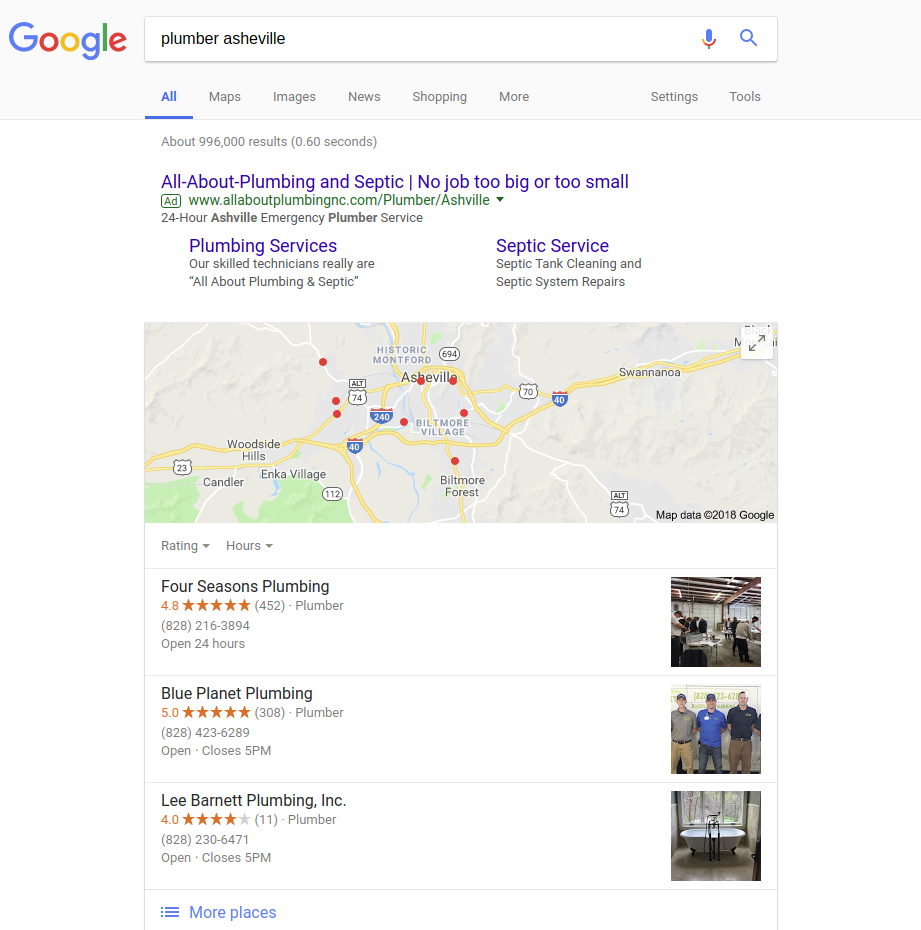 Google
plumber asheville
All Maps Images News Shopping More Settings Tools
About 996,000 results (0.60 seconds)
All-About-Plumbing and Septic | No job too big or too small
Ad www.allaboutplumbingnc.com/Plumber/Ashville
24-Hour Ashville Emergency Plumber Service
Plumbing Services
Our skilled technicians really are
“All About Plumbing & Septic”
Septic Service
Septic Tank Cleaning and
Septic System Repairs
HISTORIC
MONTFORD
694
Black
Asheville
Swannanoa
ALT
74
70
40
240
BILTMORE
VILLAGE
Woodside
Hills
40
23
Enka Village
Candler
112
Biltmore
Forest
ALT
74
Map data ©2018 Google
Rating Hours
Four Seasons Plumbing
4.8 (452) · Plumber
(828) 216-3894
Open 24 hours
Blue Planet Plumbing
5.0 (308) · Plumber
(828) 423-6289
Open · Closes 5PM
Lee Barnett Plumbing, Inc.
4.0 (11) · Plumber
(828) 230-6471
Open · Closes 5PM
More places